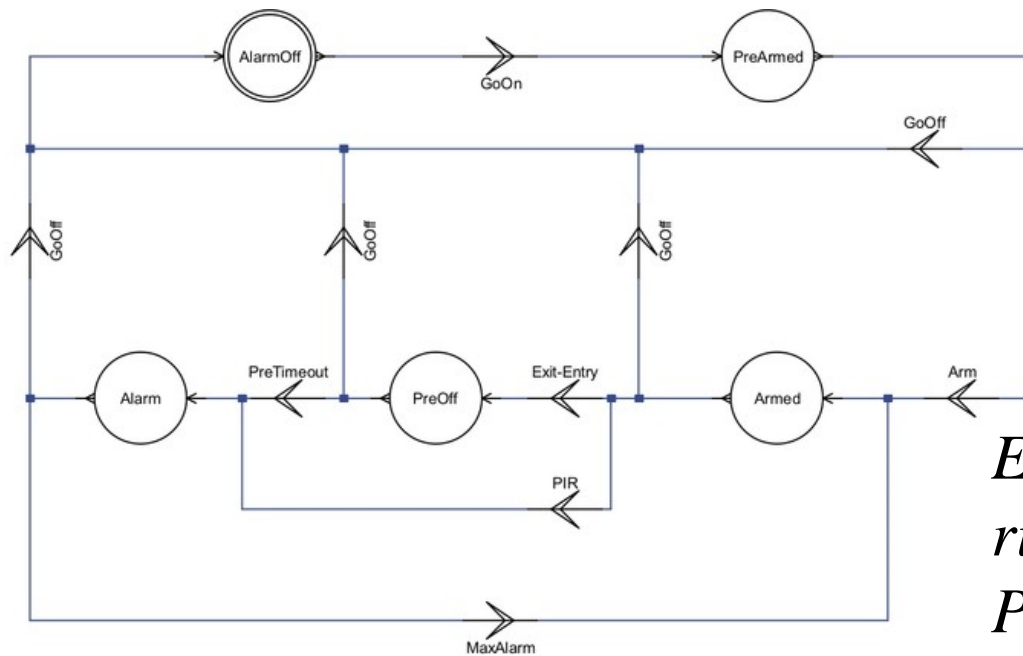 AlarmOff
PreArmed
GoOn
GoOff
GoOff
GoOff
GoOff
PreTimeout
Exit-Entry
Arm
Alarm
PreOff
Armed
PIR
MaxAlarm